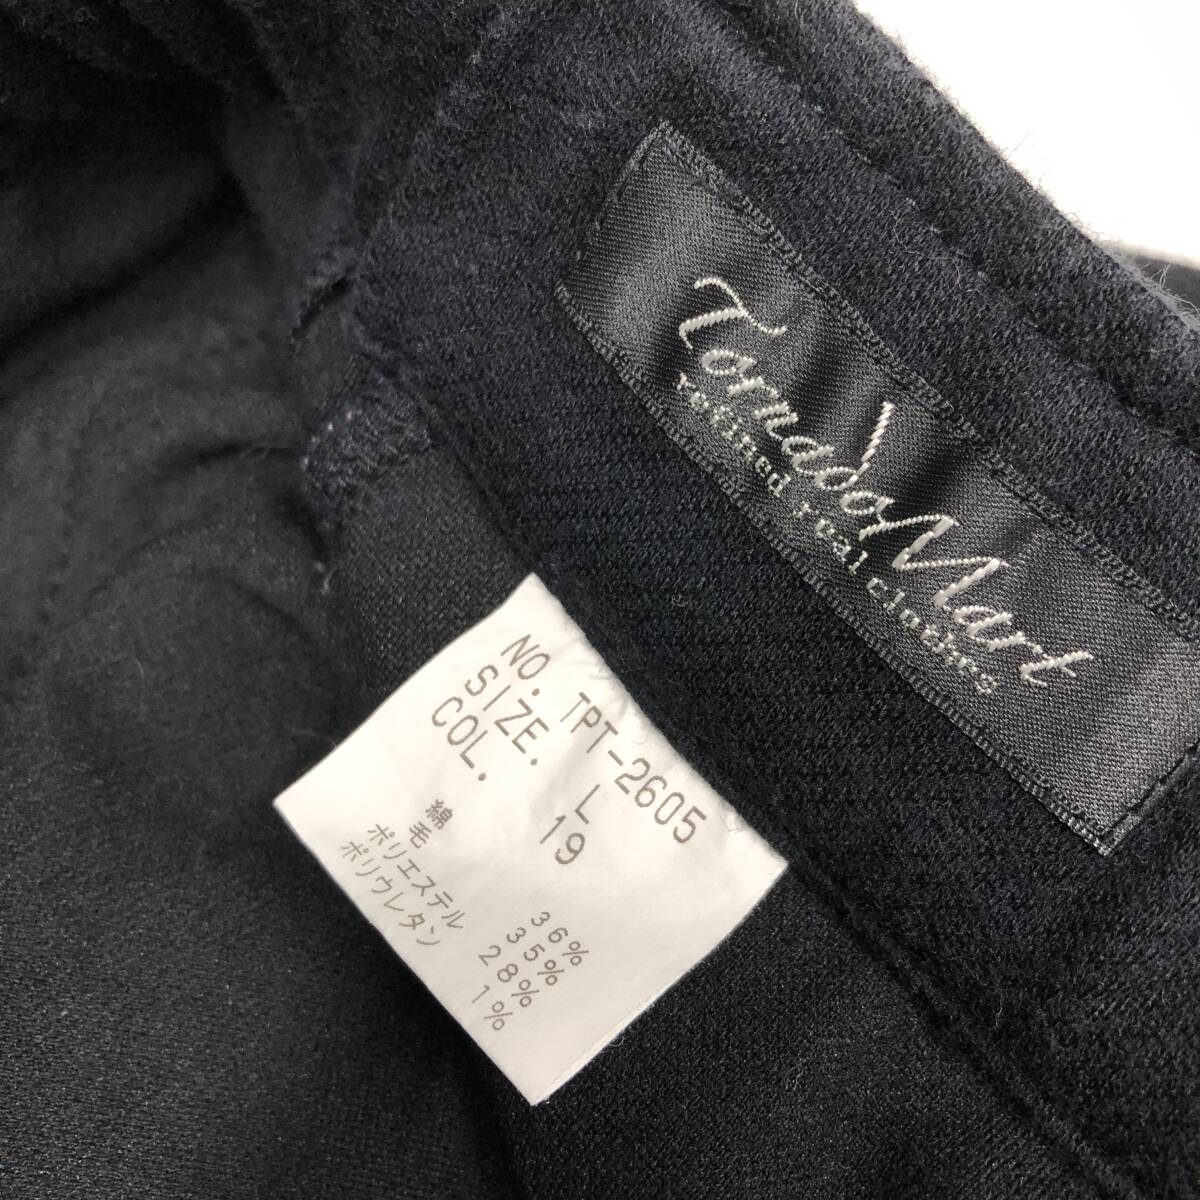 TornadoMart
refined real clothing
NO. TPT-2605
SIZE. L
COL. 19
綿 36%
毛 35%
ポリエステル 28%
ポリウレタン 1%